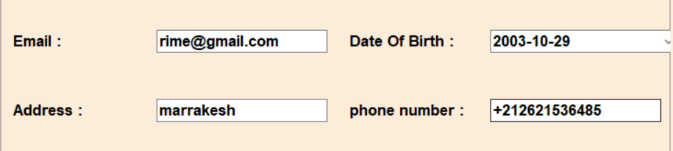 Email : rime@gmail.com Date Of Birth : 2003-10-29
Address : marrakesh phone number : +212621536485